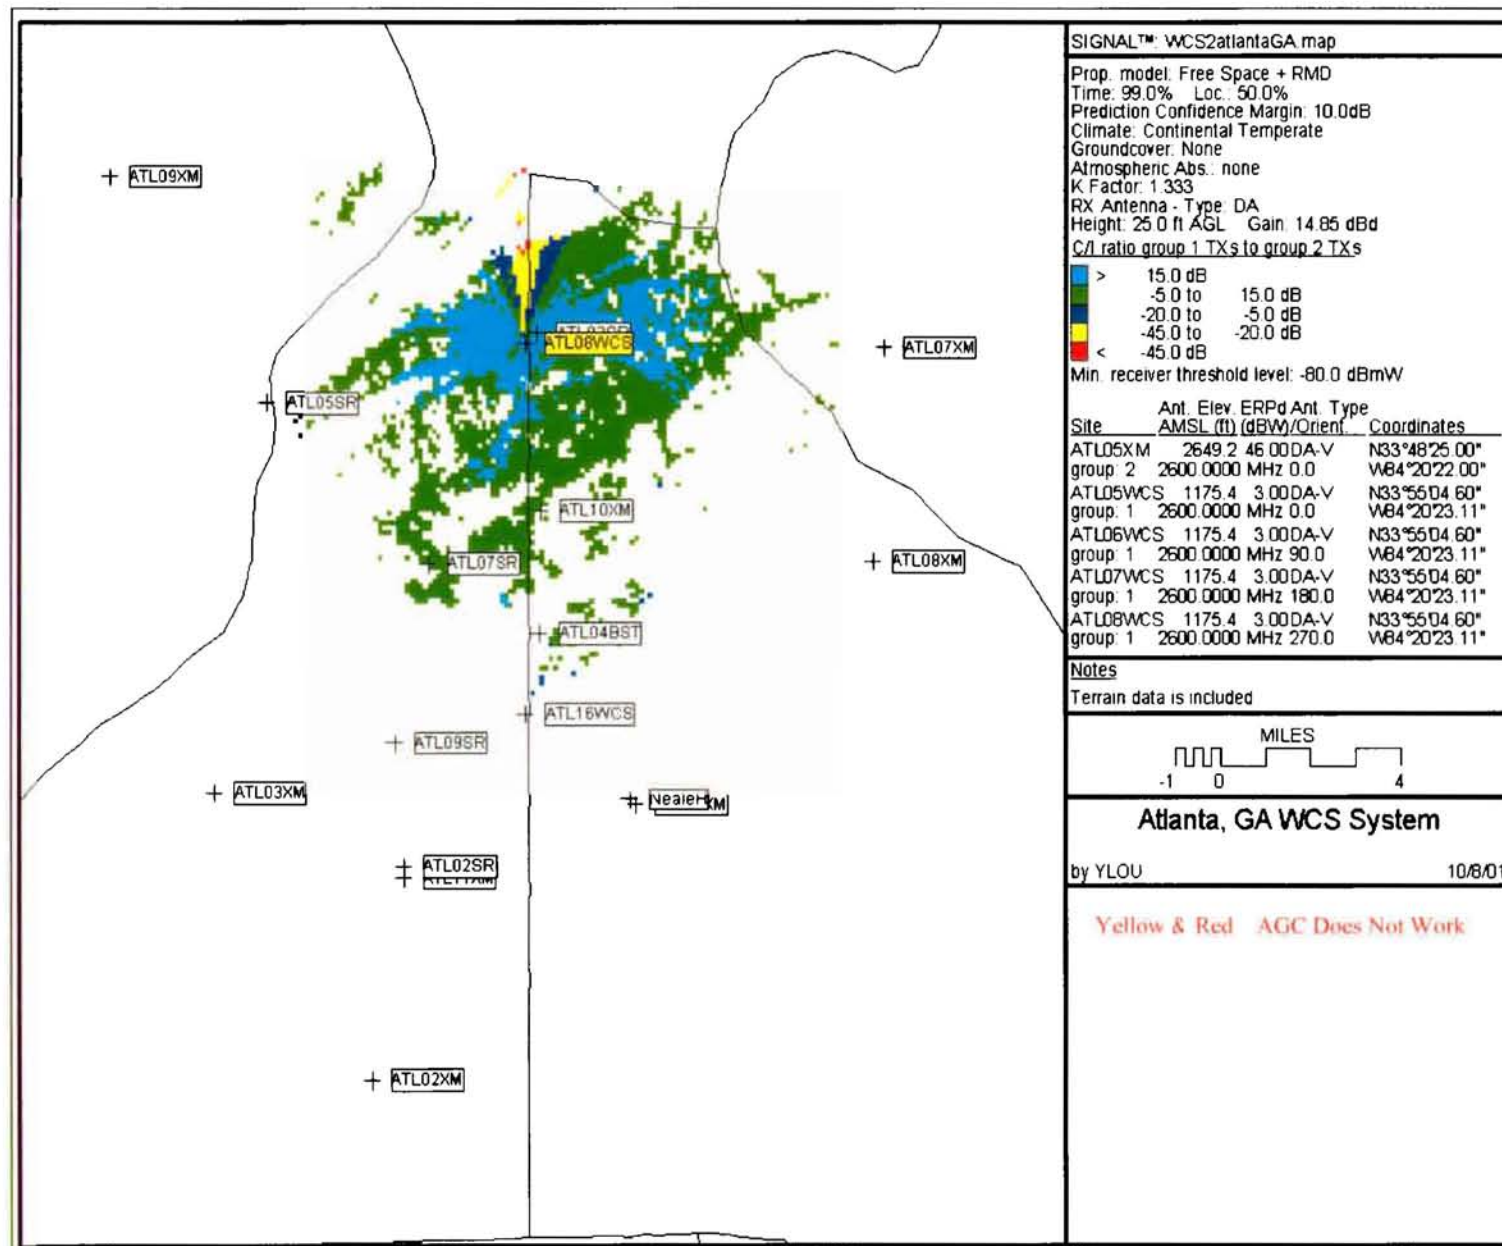 SIGNAL™: WCS2atlantaGA.map
Prop. model: Free Space + RMD
Time: 99.0% Loc.: 50.0%
Prediction Confidence Margin: 10.0dB
Climate: Continental Temperate
Groundcover: None
Atmospheric Abs.: none
K Factor: 1.333
RX Antenna - Type: DA
Height: 25.0 ft AGL Gain: 14.85 dBd
C/I ratio group 1 TXs to group 2 TXs
> 15.0 dB
-5.0 to 15.0 dB
-20.0 to -5.0 dB
-45.0 to -20.0 dB
< -45.0 dB
Min. receiver threshold level: -80.0 dBmW
Ant. Elev. ERPd Ant. Type
Site AMSL (ft) (dBW)/Orient. Coordinates
ATL05XM 2649.2 46.00 DA-V N33°48'25.00"
group: 2 2600.0000 MHz 0.0 W84°20'22.00"
ATL05WCS 1175.4 3.00 DA-V N33°55'04.60"
group: 1 2600.0000 MHz 0.0 W84°20'23.11"
ATL06WCS 1175.4 3.00 DA-V N33°55'04.60"
group: 1 2600.0000 MHz 90.0 W84°20'23.11"
ATL07WCS 1175.4 3.00 DA-V N33°55'04.60"
group: 1 2600.0000 MHz 180.0 W84°20'23.11"
ATL08WCS 1175.4 3.00 DA-V N33°55'04.60"
group: 1 2600.0000 MHz 270.0 W84°20'23.11"
Notes
Terrain data is included
MILES
-1 0 4
Atlanta, GA WCS System
by YLOU 10/8/01
Yellow & Red AGC Does Not Work
ATL09XM
ATL08WCS
ATL07XM
ATL05SR
ATL10XM
ATL07SR
ATL08XM
ATL04BST
ATL16WCS
ATL09SR
ATL03XM
ATL02SR
ATL11XM
ATL02XM